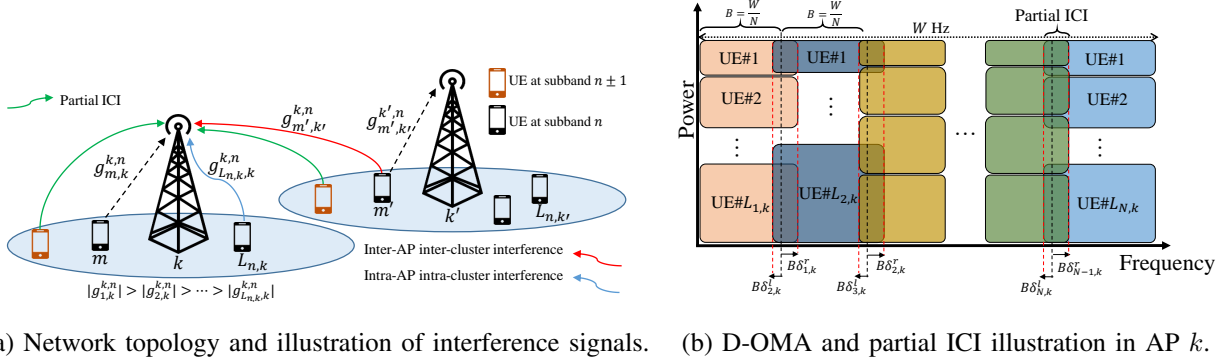 Partial ICI
UE at subband n ± 1
UE at subband n
g_{m',k'}^{k,n}
g_{m',k'}^{k',n}
g_{m,k}^{k,n}
g_{L_{n,k},k}^{k,n}
m
k
L_{n,k}
m'
k'
L_{n,k'}
Inter-AP inter-cluster interference
Intra-AP intra-cluster interference
|g_{1,k}^{k,n}| > |g_{2,k}^{k,n}| > ⋯ > |g_{L_{n,k},k}^{k,n}|
a) Network topology and illustration of interference signals.
B = W/N
B = W/N
Partial ICI
W Hz
Power
UE#1
UE#1
UE#1
UE#2
UE#2
⋮
⋮
⋯
⋮
UE#L_{1,k}
UE#L_{2,k}
UE#L_{N,k}
Bδ_{1,k}^{r}
Bδ_{2,k}^{r}
Bδ_{N-1,k}^{r}
Frequency
Bδ_{2,k}^{l}
Bδ_{3,k}^{l}
Bδ_{N,k}^{l}
(b) D-OMA and partial ICI illustration in AP k.